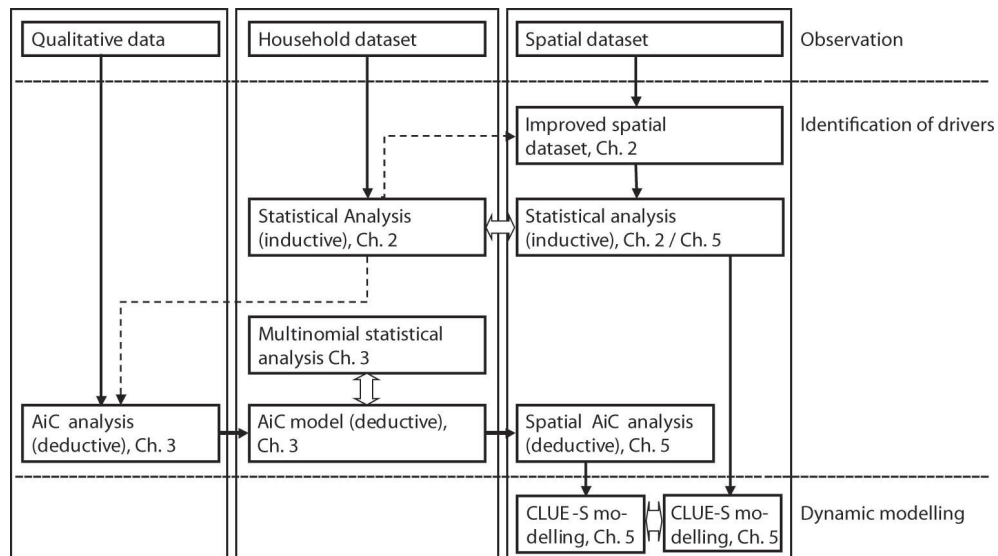 Qualitative data
Household dataset
Spatial dataset
Observation
Improved spatial
dataset, Ch. 2
Identification of drivers
Statistical Analysis
(inductive), Ch. 2
Statistical analysis
(inductive), Ch. 2 / Ch. 5
Multinomial statistical
analysis Ch. 3
AiC analysis
(deductive), Ch. 3
AiC model (deductive),
Ch. 3
Spatial AiC analysis
(deductive), Ch. 5
CLUE-S mo-
delling, Ch. 5
CLUE-S mo-
delling, Ch. 5
Dynamic modelling